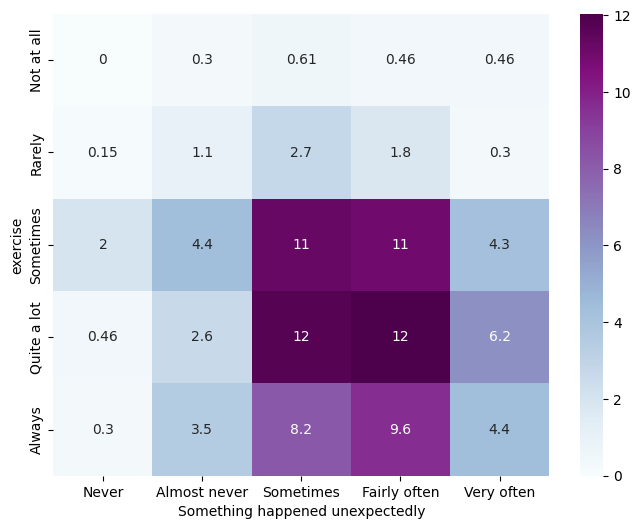 12
Not at all 0 0.3 0.61 0.46 0.46
10
Rarely 0.15 1.1 2.7 1.8 0.3
8
exercise
Sometimes 2 4.4 11 11 4.3
6
4
Quite a lot 0.46 2.6 12 12 6.2
2
Always 0.3 3.5 8.2 9.6 4.4
0
Never Almost never Sometimes Fairly often Very often
Something happened unexpectedly